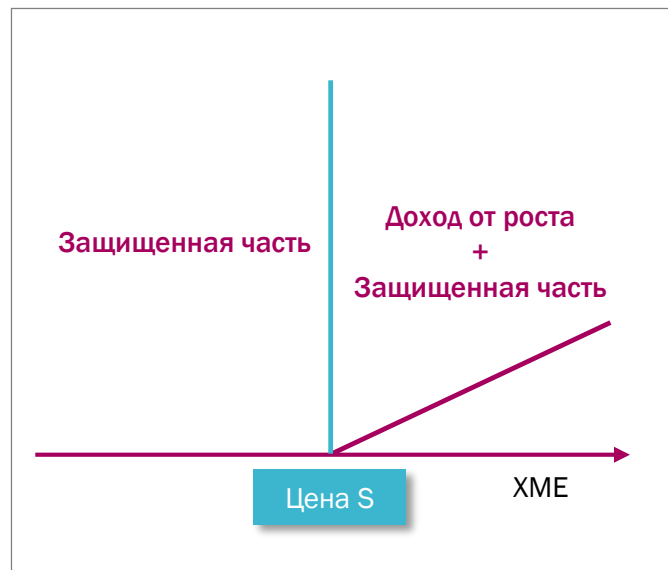 Защищенная часть
Доход от роста
+
Защищенная часть
Цена S
XME